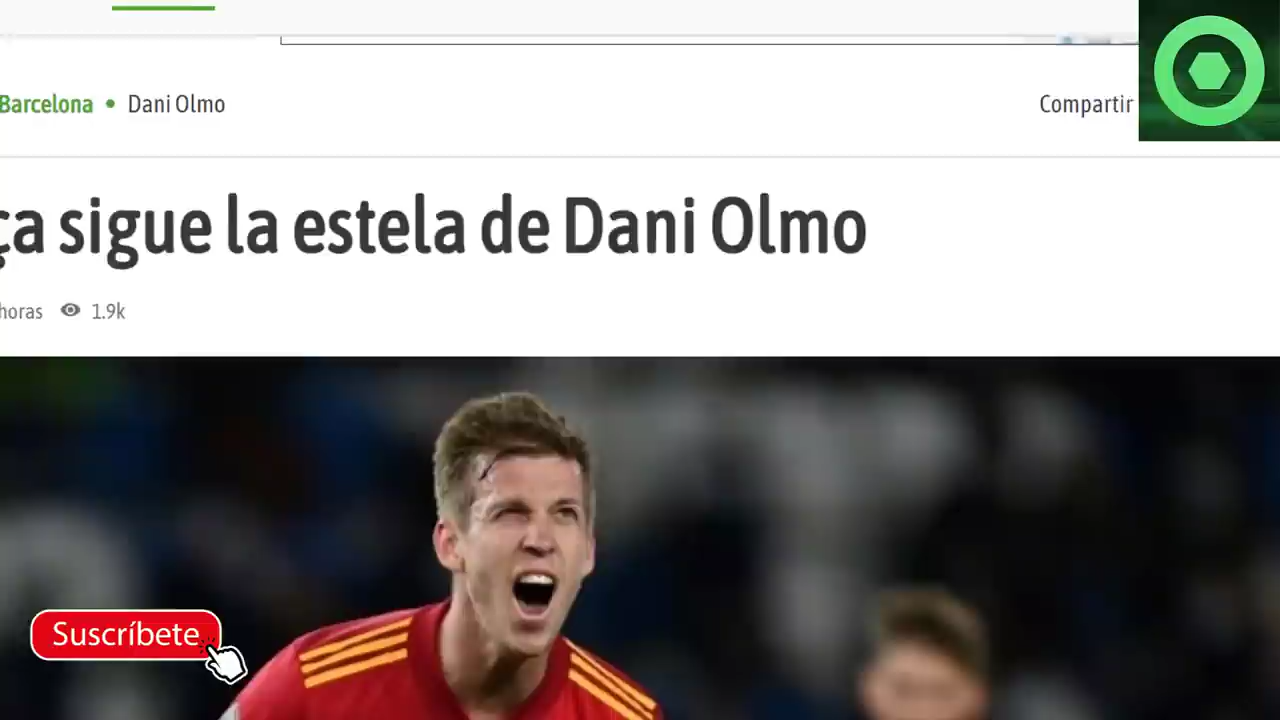 Barcelona • Dani Olmo
Compartir
ça sigue la estela de Dani Olmo
horas 1.9k
Suscríbete